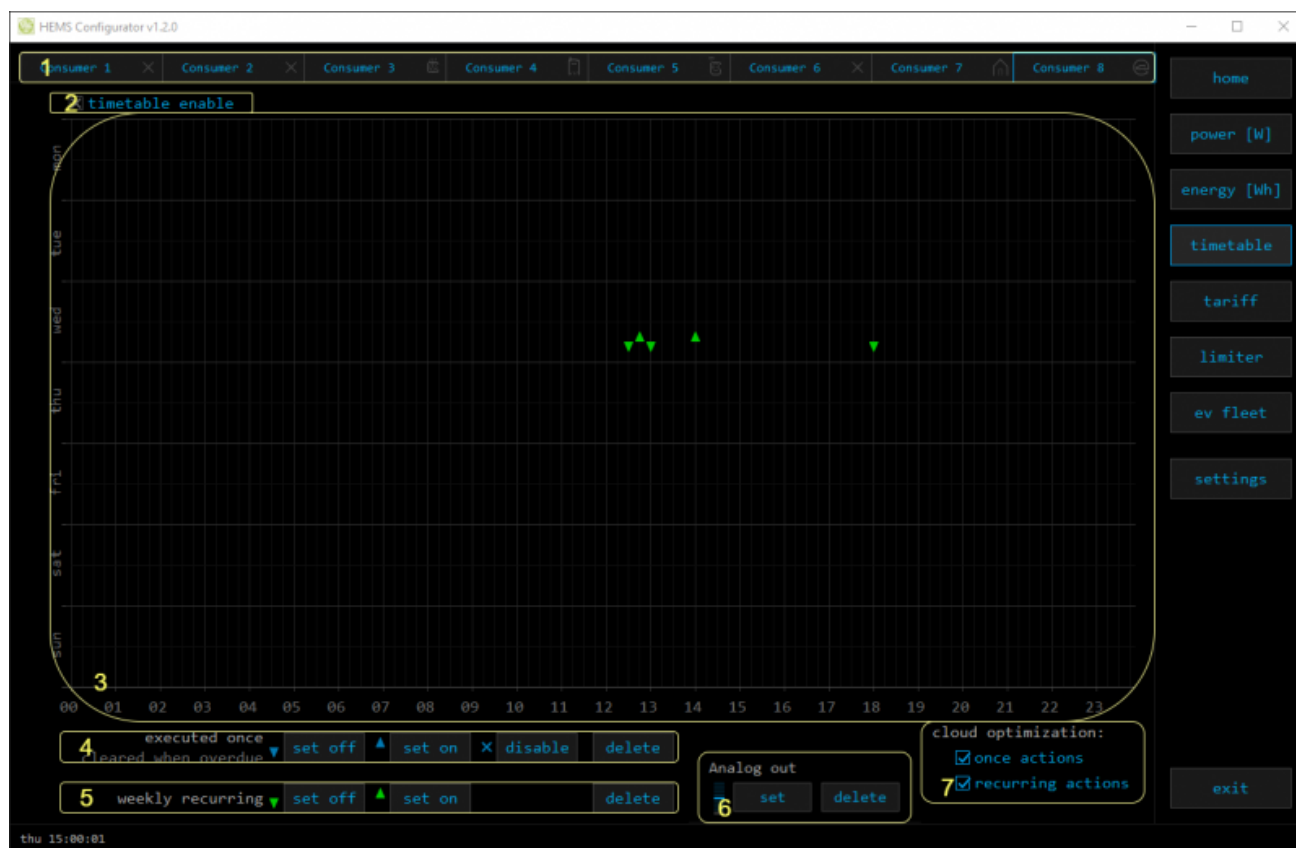 HEMS Configurator v1.2.0
1 Consumer 1 Consumer 2 Consumer 3 Consumer 4 Consumer 5 Consumer 6 Consumer 7 Consumer 8
home
2 timetable enable
power [W]
energy [Wh]
timetable
tariff
limiter
ev fleet
settings
mon
tue
wed
thu
fri
sat
sun
3
00 01 02 03 04 05 06 07 08 09 10 11 12 13 14 15 16 17 18 19 20 21 22 23
4 executed once
cleared when overdue
set off set on disable delete
5 weekly recurring set off set on delete
Analog out
6 set delete
cloud optimization:
once actions
7 recurring actions
exit
thu 15:00:01